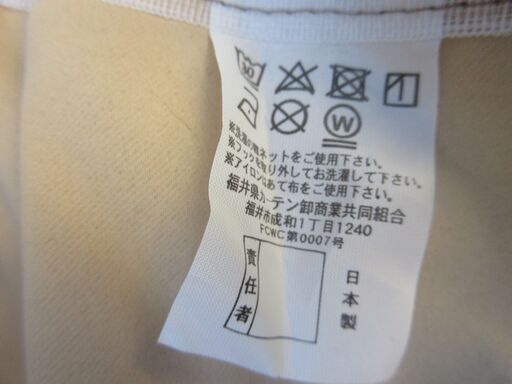 30
W
※洗濯の際ネットをご使用下さい。
※フックを取り外してお洗濯して下さい。
※アイロンはあて布をご使用下さい。
福井県カーテン卸商業共同組合
福井市成和1丁目1240
FCWC 第0007号
責任者
日本製